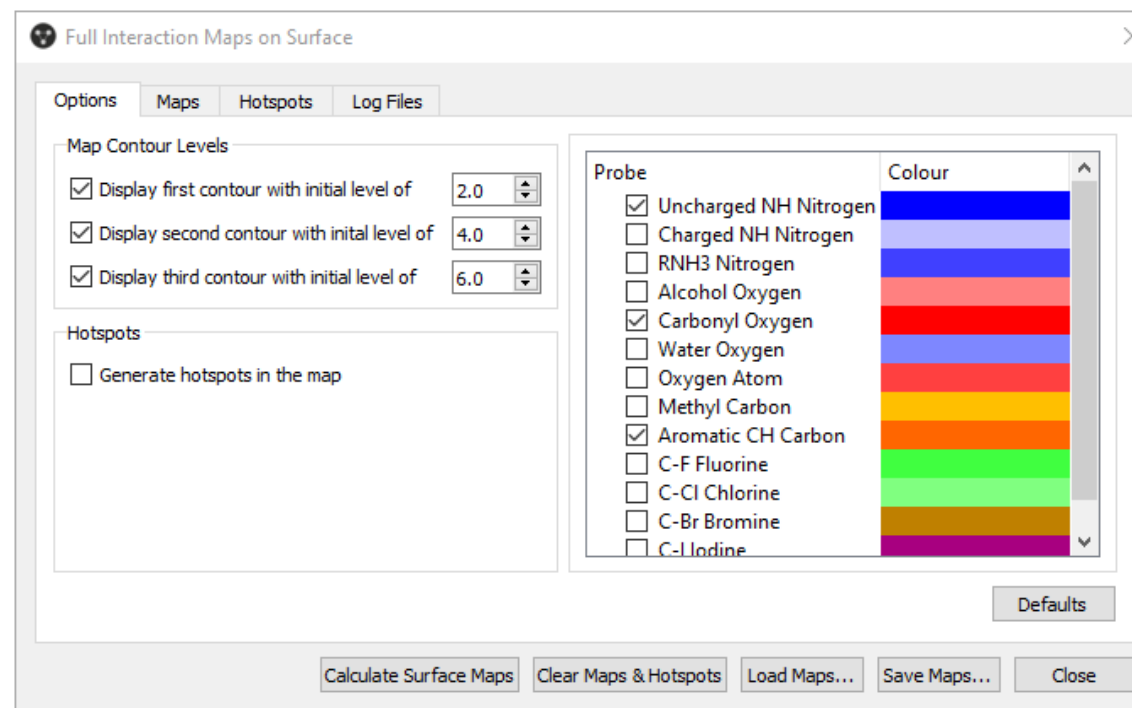 Full Interaction Maps on Surface
Options Maps Hotspots Log Files
Map Contour Levels
Display first contour with initial level of 2.0
Display second contour with inital level of 4.0
Display third contour with initial level of 6.0
Hotspots
Generate hotspots in the map
Probe Colour
Uncharged NH Nitrogen
Charged NH Nitrogen
RNH3 Nitrogen
Alcohol Oxygen
Carbonyl Oxygen
Water Oxygen
Oxygen Atom
Methyl Carbon
Aromatic CH Carbon
C-F Fluorine
C-Cl Chlorine
C-Br Bromine
C-I Iodine
Defaults
Calculate Surface Maps Clear Maps & Hotspots Load Maps... Save Maps... Close